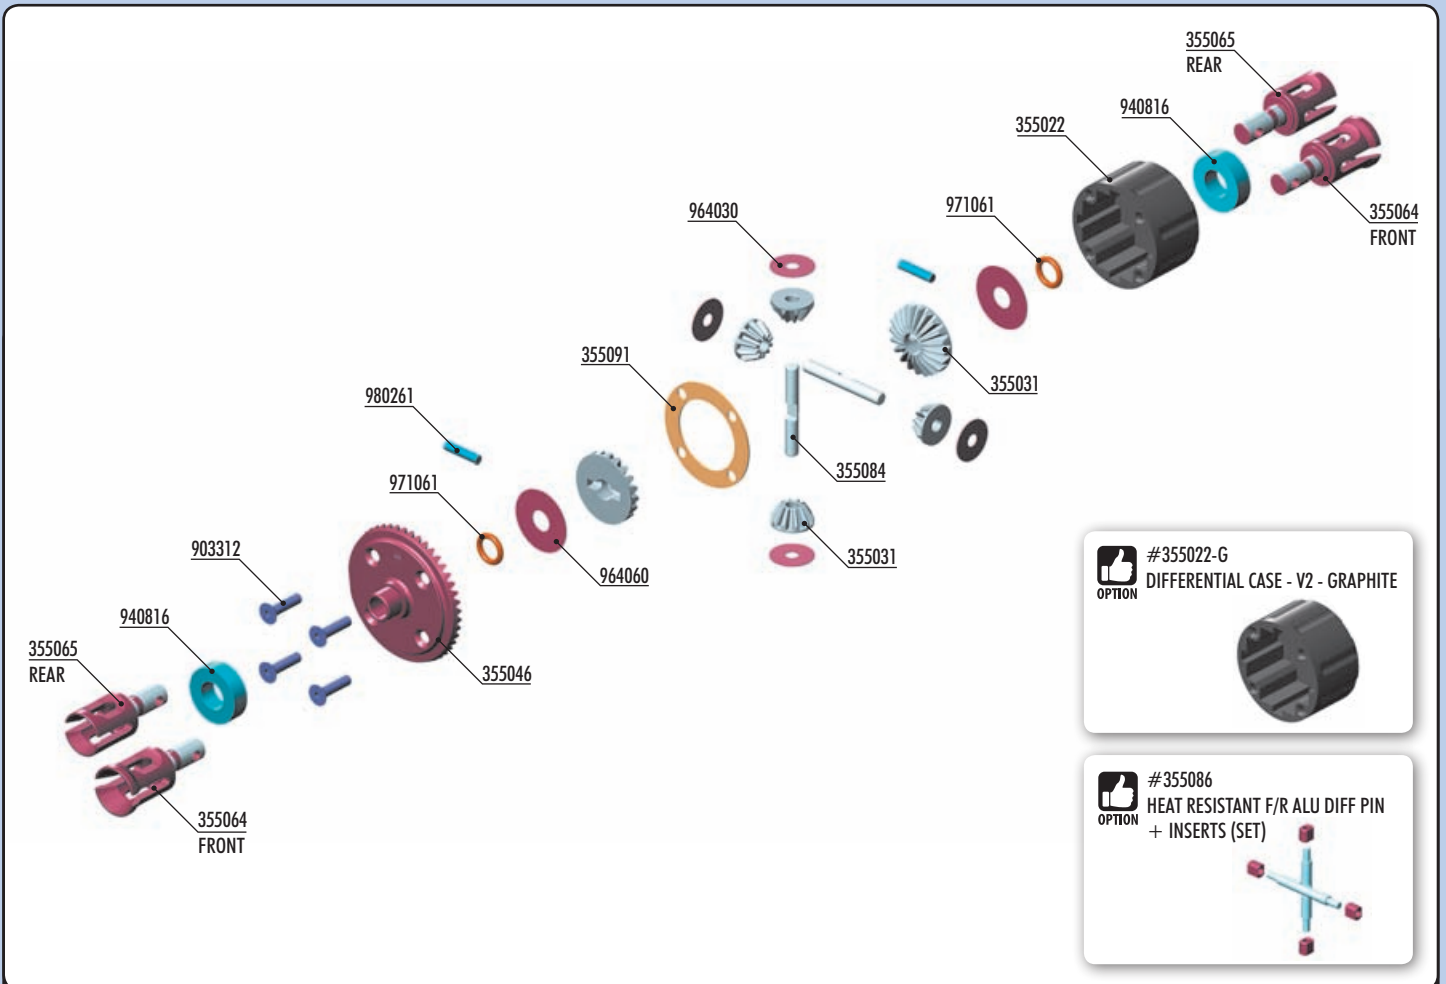 355065
REAR
940816
355022
355064
FRONT
971061
964030
355091
355031
980261
355084
971061
903312
964060
355031
940816
355065
REAR
355046
355064
FRONT
OPTION
#355022-G
DIFFERENTIAL CASE - V2 - GRAPHITE
OPTION
#355086
HEAT RESISTANT F/R ALU DIFF PIN
+ INSERTS (SET)